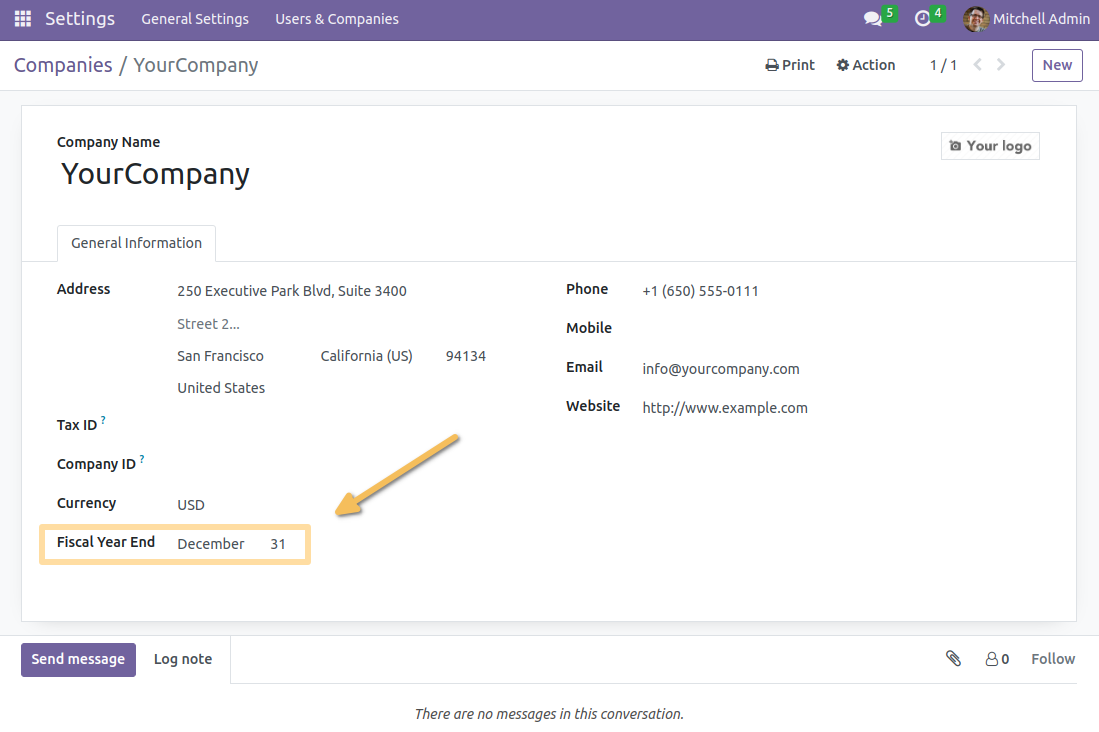 Settings General Settings Users & Companies 5 4 Mitchell Admin
Companies / YourCompany Print Action 1 / 1 New
Company Name
Your logo
YourCompany
General Information
Address 250 Executive Park Blvd, Suite 3400
Street 2...
San Francisco California (US) 94134
United States
Tax ID ?
Company ID ?
Currency USD
Fiscal Year End December 31
Phone +1 (650) 555-0111
Mobile
Email info@yourcompany.com
Website http://www.example.com
Send message Log note 0 Follow
There are no messages in this conversation.